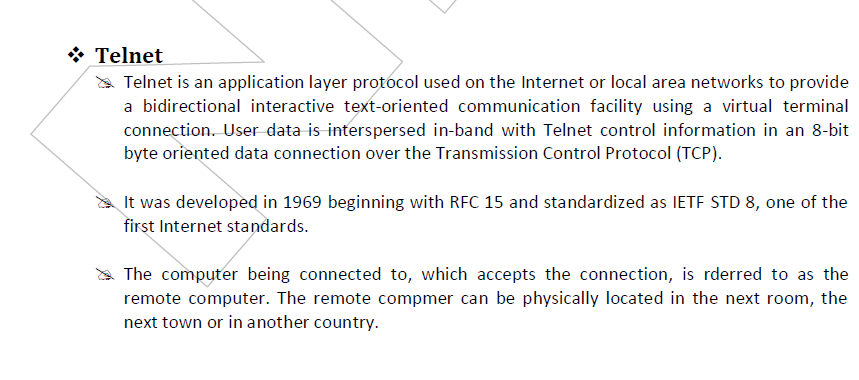 Telnet
Telnet is an application layer protocol used on the Internet or local area networks to provide
a bidirectional interactive text-oriented communication facility using a virtual terminal
connection. User data is interspersed in-band with Telnet control information in an 8-bit
byte oriented data connection over the Transmission Control Protocol (TCP).
It was developed in 1969 beginning with RFC 15 and standardized as IETF STD 8, one of the
first Internet standards.
The computer being connected to, which accepts the connection, is rderred to as the
remote computer. The remote compmer can be physically located in the next room, the
next town or in another country.